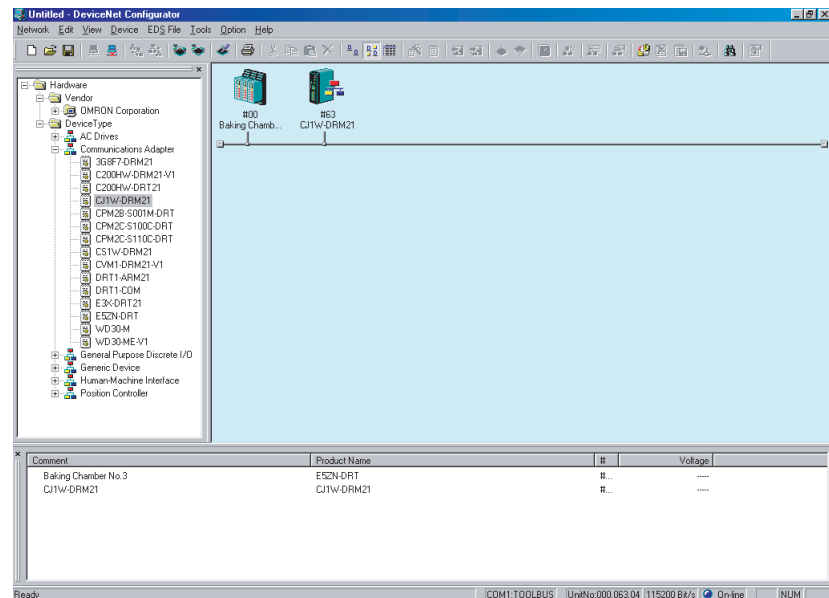 Untitled - DeviceNet Configurator
Network Edit View Device EDS File Tools Option Help
Hardware
Vendor
OMRON Corporation
DeviceType
AC Drives
Communications Adapter
3G8F7-DRM21
C200HW-DRM21-V1
C200HW-DRT21
CJ1W-DRM21
CPM2B-S001M-DRT
CPM2C-S100C-DRT
CPM2C-S110C-DRT
CS1W-DRM21
CVM1-DRM21-V1
DRT1-ARM21
DRT1-COM
E3X-DRT21
E5ZN-DRT
WD30-M
WD30-ME-V1
General Purpose Discrete I/O
Generic Device
Human-Machine Interface
Position Controller
#00 #63
Baking Chamb... CJ1W-DRM21
Comment Product Name # Voltage
Baking Chamber No.3 E5ZN-DRT #... -----
CJ1W-DRM21 CJ1W-DRM21 #... -----
Ready COM1:TOOLBUS UnitNo:000.063.04 115200 Bit/s On-line NUM